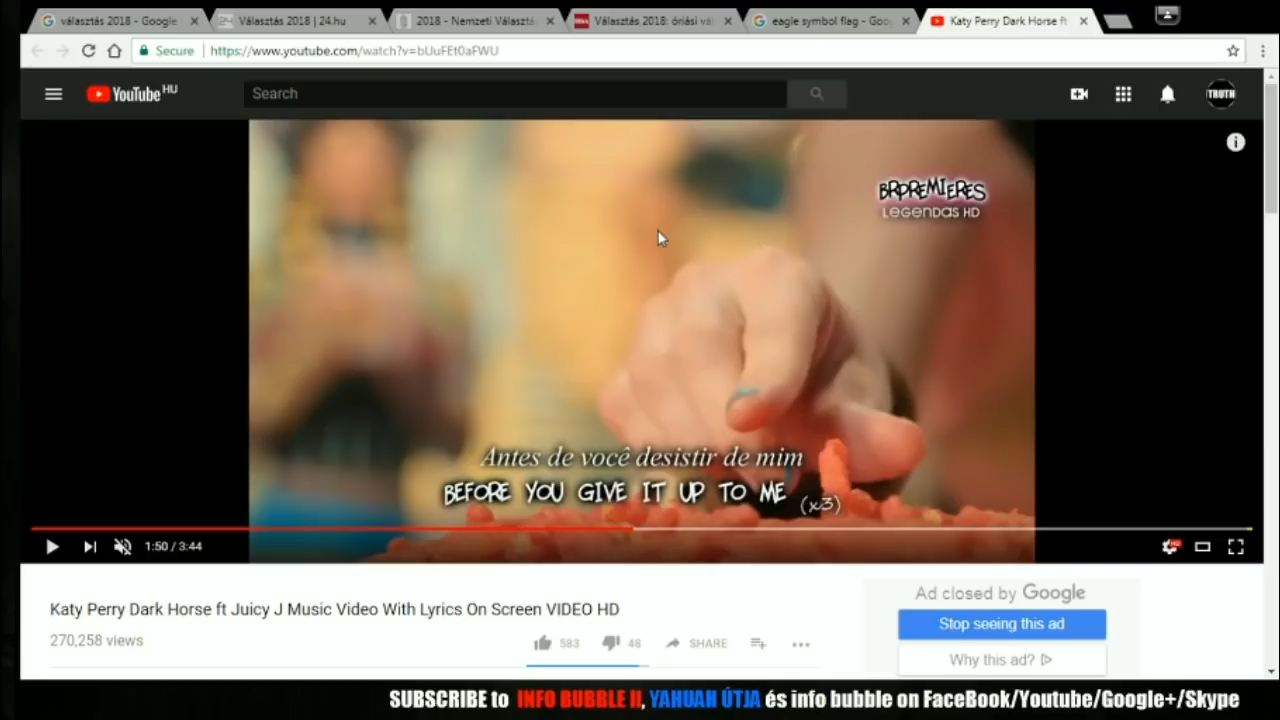 választás 2018 - Google
Választás 2018 | 24.hu
2018 - Nemzeti Választá
Választás 2018: óriási vá
eagle symbol flag - Goo
Katy Perry Dark Horse ft
Secure
https://www.youtube.com/watch?v=bUuFEt0aFWU
YouTube HU
Search
TRUTH
BRPREMIERES
LEGENDAS HD
Antes de você desistir de mim
BEFORE YOU GIVE IT UP TO ME (x3)
1:50 / 3:44
HD
Katy Perry Dark Horse ft Juicy J Music Video With Lyrics On Screen VIDEO HD
270,258 views
583
48
SHARE
Ad closed by Google
Stop seeing this ad
Why this ad?
SUBSCRIBE to INFO BUBBLE II, YAHUAH ÚTJA és info bubble on FaceBook/Youtube/Google+/Skype